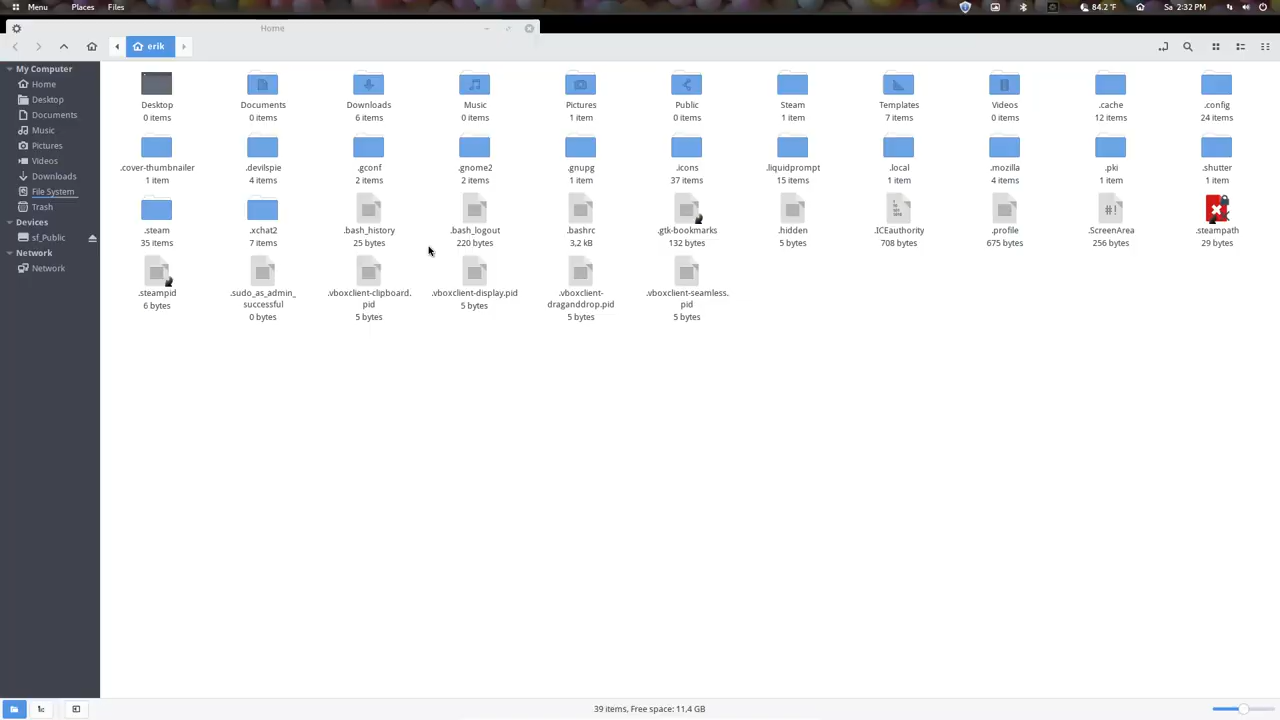 Menu Places Files
84.2 F Sa 2:32 PM
Home
erik
My Computer
Home
Desktop
Documents
Music
Pictures
Videos
Downloads
File System
Trash
Devices
sf_Public
Network
Network
Desktop Documents Downloads Music Pictures Public Steam Templates Videos .cache .config
0 items 0 items 6 items 0 items 1 item 0 items 1 item 7 items 0 items 12 items 24 items
.cover-thumbnailer .devilspie .gconf .gnome2 .gnupg .icons .liquidprompt .local .mozilla .pki .shutter
1 item 4 items 2 items 2 items 1 item 37 items 15 items 1 item 4 items 1 item 1 item
.steam .xchat2 .bash_history .bash_logout .bashrc .gtk-bookmarks .hidden .ICEauthority .profile .ScreenArea .steampath
35 items 7 items 25 bytes 220 bytes 3,2 kB 132 bytes 5 bytes 708 bytes 675 bytes 256 bytes 29 bytes
.steampid .sudo_as_admin_ .vboxclient-clipboard. .vboxclient-display.pid .vboxclient- .vboxclient-seamless.
6 bytes successful pid 5 bytes draganddrop.pid pid
0 bytes 5 bytes 5 bytes 5 bytes
39 items, Free space: 11,4 GB